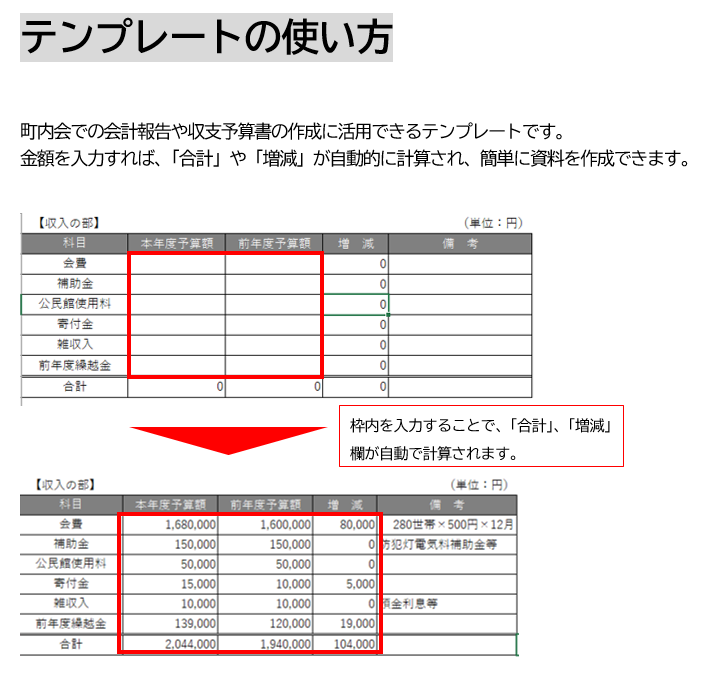 テンプレートの使い方
町内会での会計報告や収支予算書の作成に活用できるテンプレートです。
金額を入力すれば、「合計」や「増減」が自動的に計算され、簡単に資料を作成できます。
【収入の部】 (単位：円)
科目 本年度予算額 前年度予算額 増 減 備 考
会費 0
補助金 0
公民館使用料 0
寄付金 0
雑収入 0
前年度繰越金 0
合計 0 0 0
枠内を入力することで、「合計」、「増減」
欄が自動で計算されます。
【収入の部】 (単位：円)
科目 本年度予算額 前年度予算額 増 減 備 考
会費 1,680,000 1,600,000 80,000 280世帯×500円×12月
補助金 150,000 150,000 0 防犯灯電気料補助金等
公民館使用料 50,000 50,000 0
寄付金 15,000 10,000 5,000
雑収入 10,000 10,000 0 預金利息等
前年度繰越金 139,000 120,000 19,000
合計 2,044,000 1,940,000 104,000